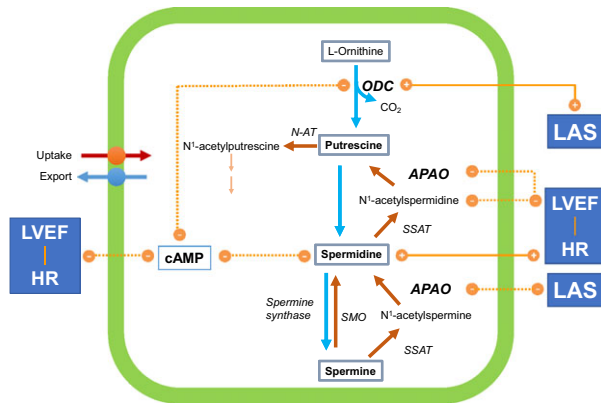 L-Ornithine
−
ODC
+
CO₂
+
LAS
N-AT
N¹-acetylputrescine
Putrescine
Uptake
Export
APAO
−
N¹-acetylspermidine
−
−
LVEF
HR
SSAT
LVEF
HR
−
−
−
cAMP
−
−
Spermidine
+
+
APAO
−
−
LAS
Spermine
synthase
SMO
N¹-acetylspermine
SSAT
Spermine